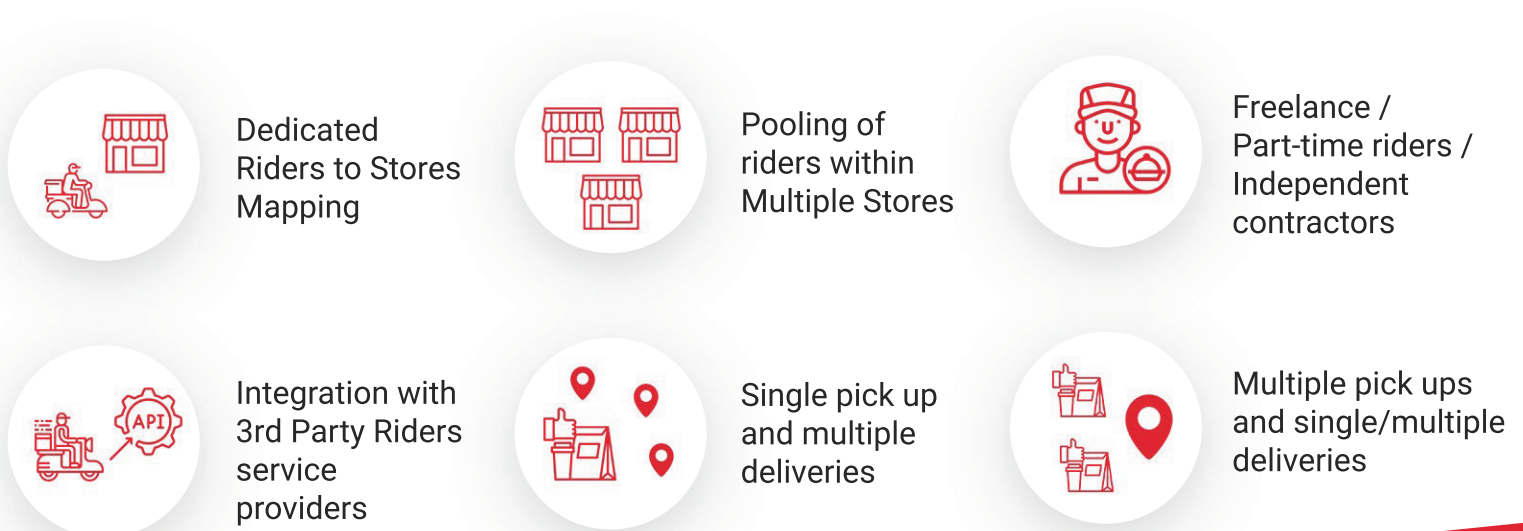 Dedicated
Riders to Stores
Mapping
Pooling of
riders within
Multiple Stores
Freelance /
Part-time riders /
Independent
contractors
API
Integration with
3rd Party Riders
service
providers
Single pick up
and multiple
deliveries
Multiple pick ups
and single/multiple
deliveries